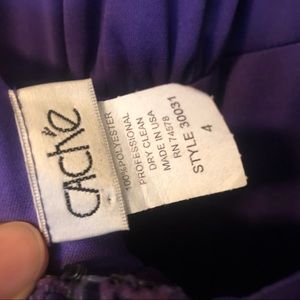 CAChé
100% POLYESTER
PROFESSIONAL
DRY CLEAN
MADE IN USA
RN 74578
STYLE 30031
4